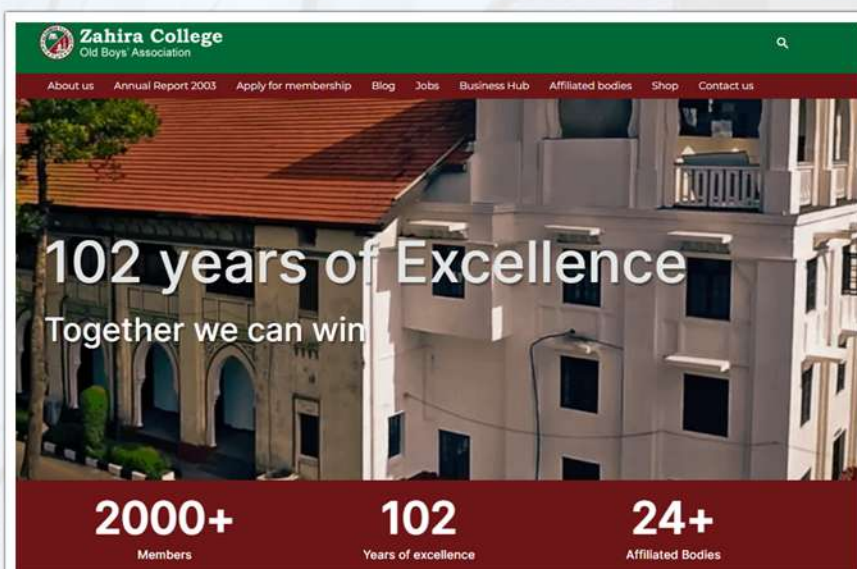 Zahira College
Old Boys' Association
About us Annual Report 2003 Apply for membership Blog Jobs Business Hub Affiliated bodies Shop Contact us
102 years of Excellence
Together we can win
2000+ 102 24+
Members Years of excellence Affiliated Bodies